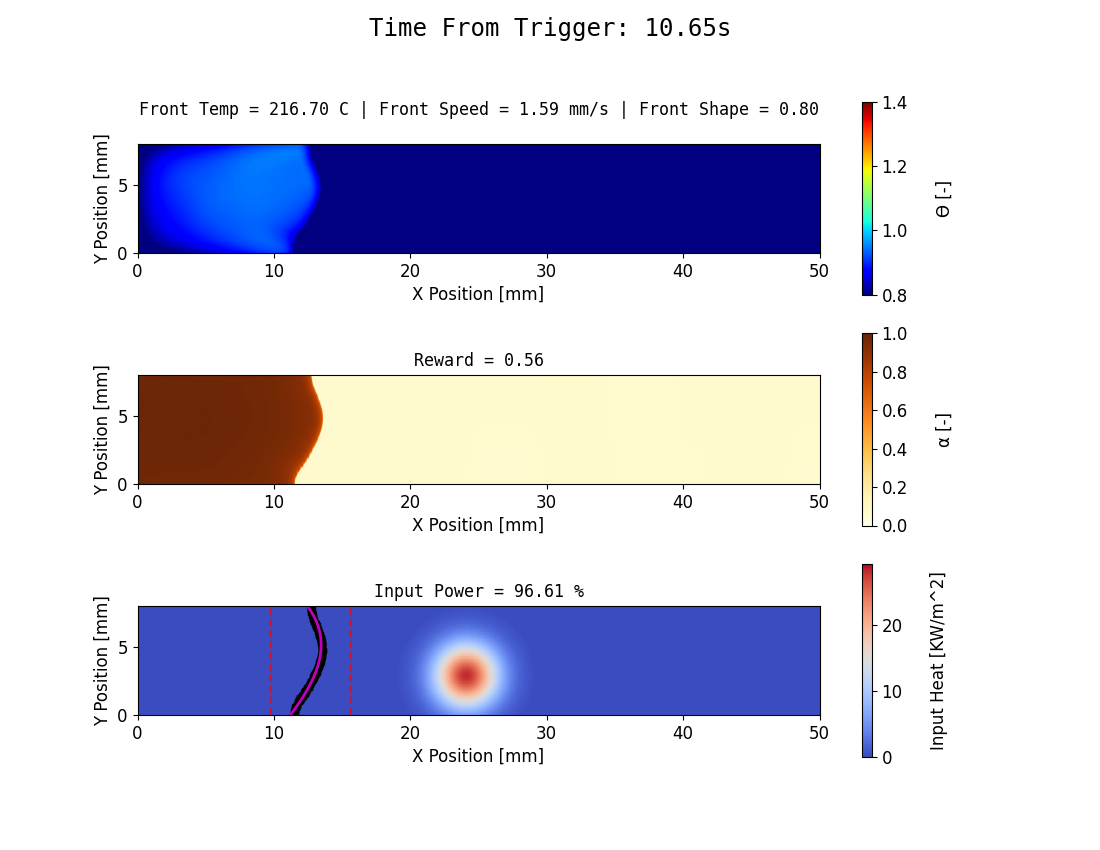 Time From Trigger: 10.65s
Front Temp = 216.70 C | Front Speed = 1.59 mm/s | Front Shape = 0.80
Y Position [mm]
5
0
0 10 20 30 40 50
X Position [mm]
1.4
1.2
1.0
0.8
Θ [-]
Reward = 0.56
Y Position [mm]
5
0
0 10 20 30 40 50
X Position [mm]
1.0
0.8
0.6
0.4
0.2
0.0
α [-]
Input Power = 96.61 %
Y Position [mm]
5
0
0 10 20 30 40 50
X Position [mm]
20
10
0
Input Heat [KW/m^2]